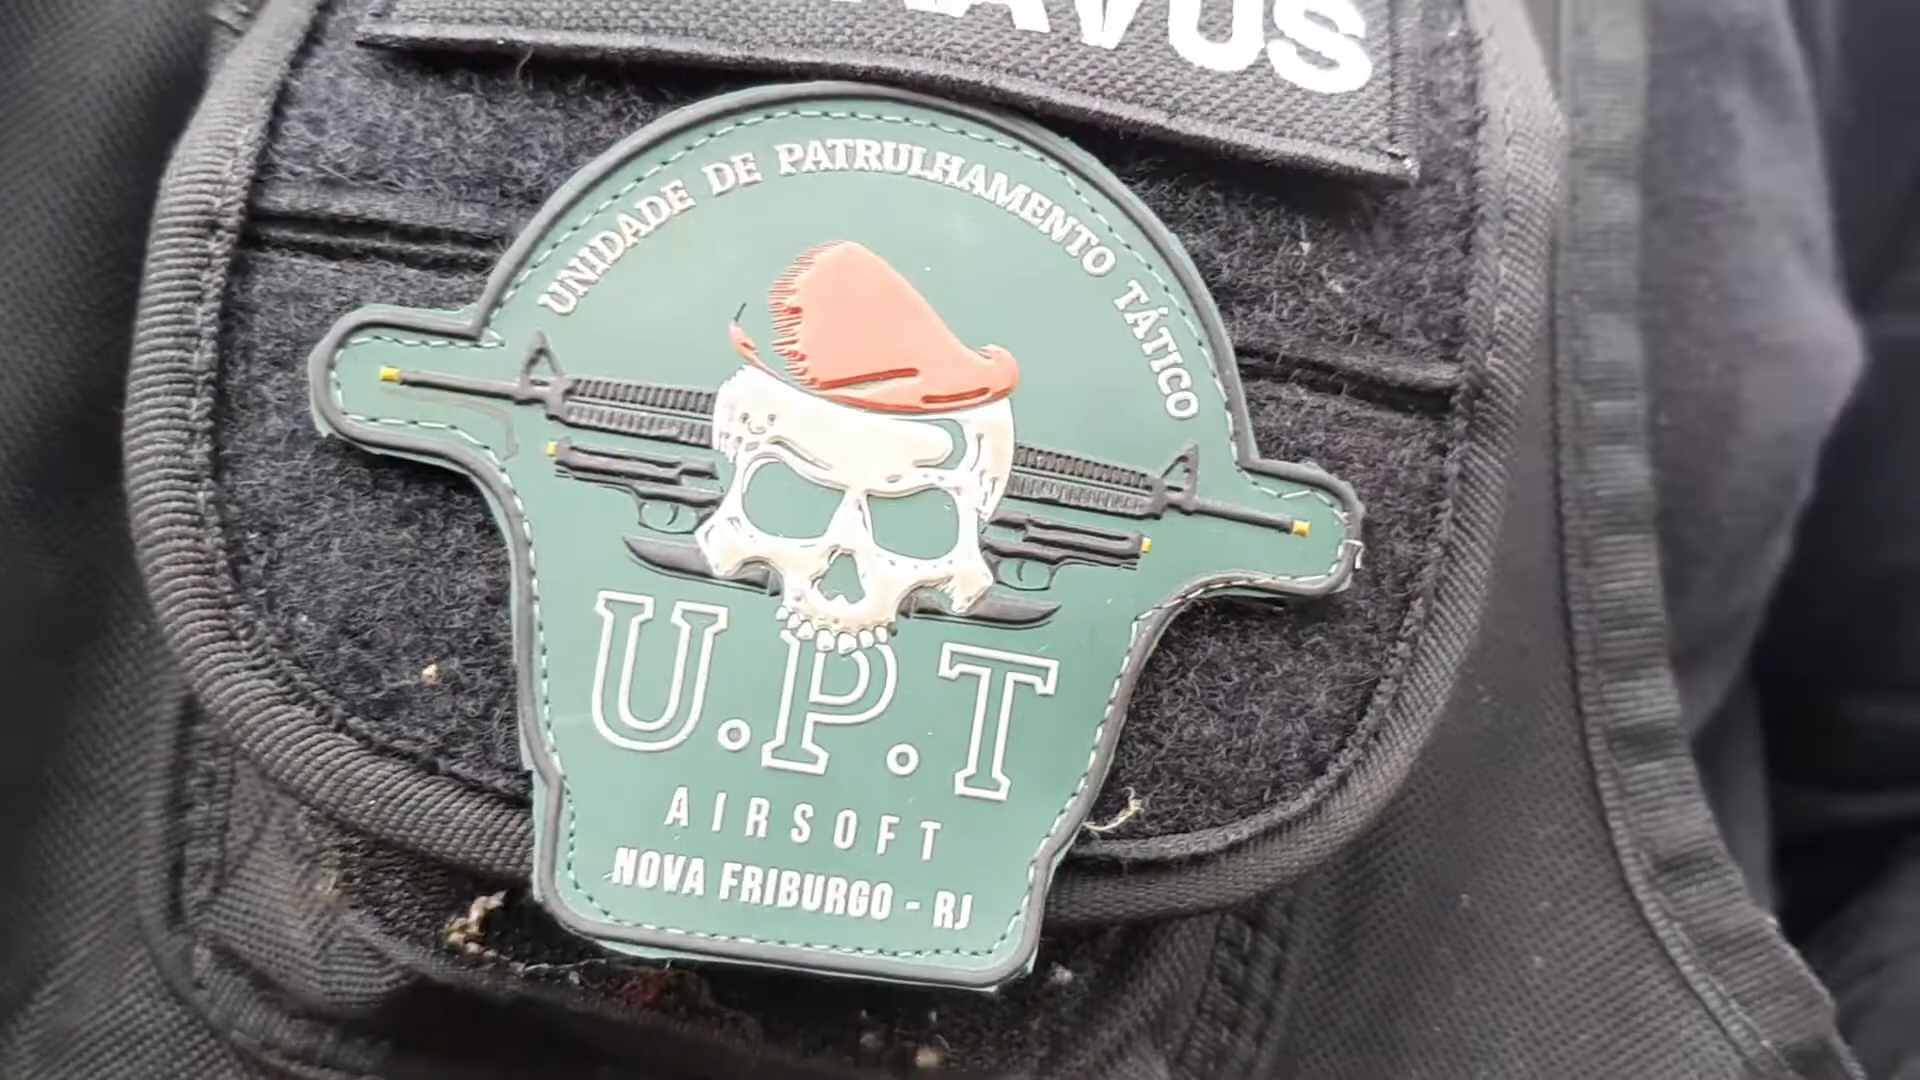 UNIDADE DE PATRULHAMENTO TÁTICO
U.P.T
AIRSOFT
NOVA FRIBURGO - RJ